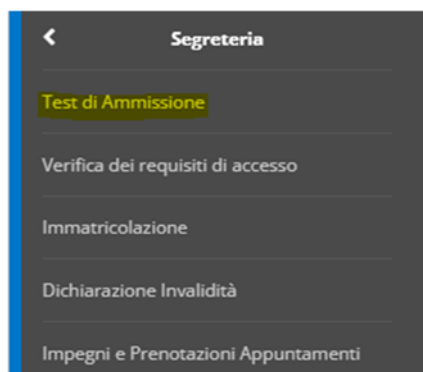 Segreteria
Test di Ammissione
Verifica dei requisiti di accesso
Immatricolazione
Dichiarazione Invalidità
Impegni e Prenotazioni Appuntamenti